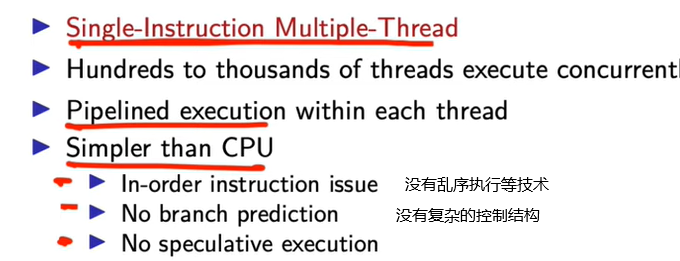 Single-Instruction Multiple-Thread
Hundreds to thousands of threads execute concurrentl
Pipelined execution within each thread
Simpler than CPU
In-order instruction issue 没有乱序执行等技术
No branch prediction 没有复杂的控制结构
No speculative execution